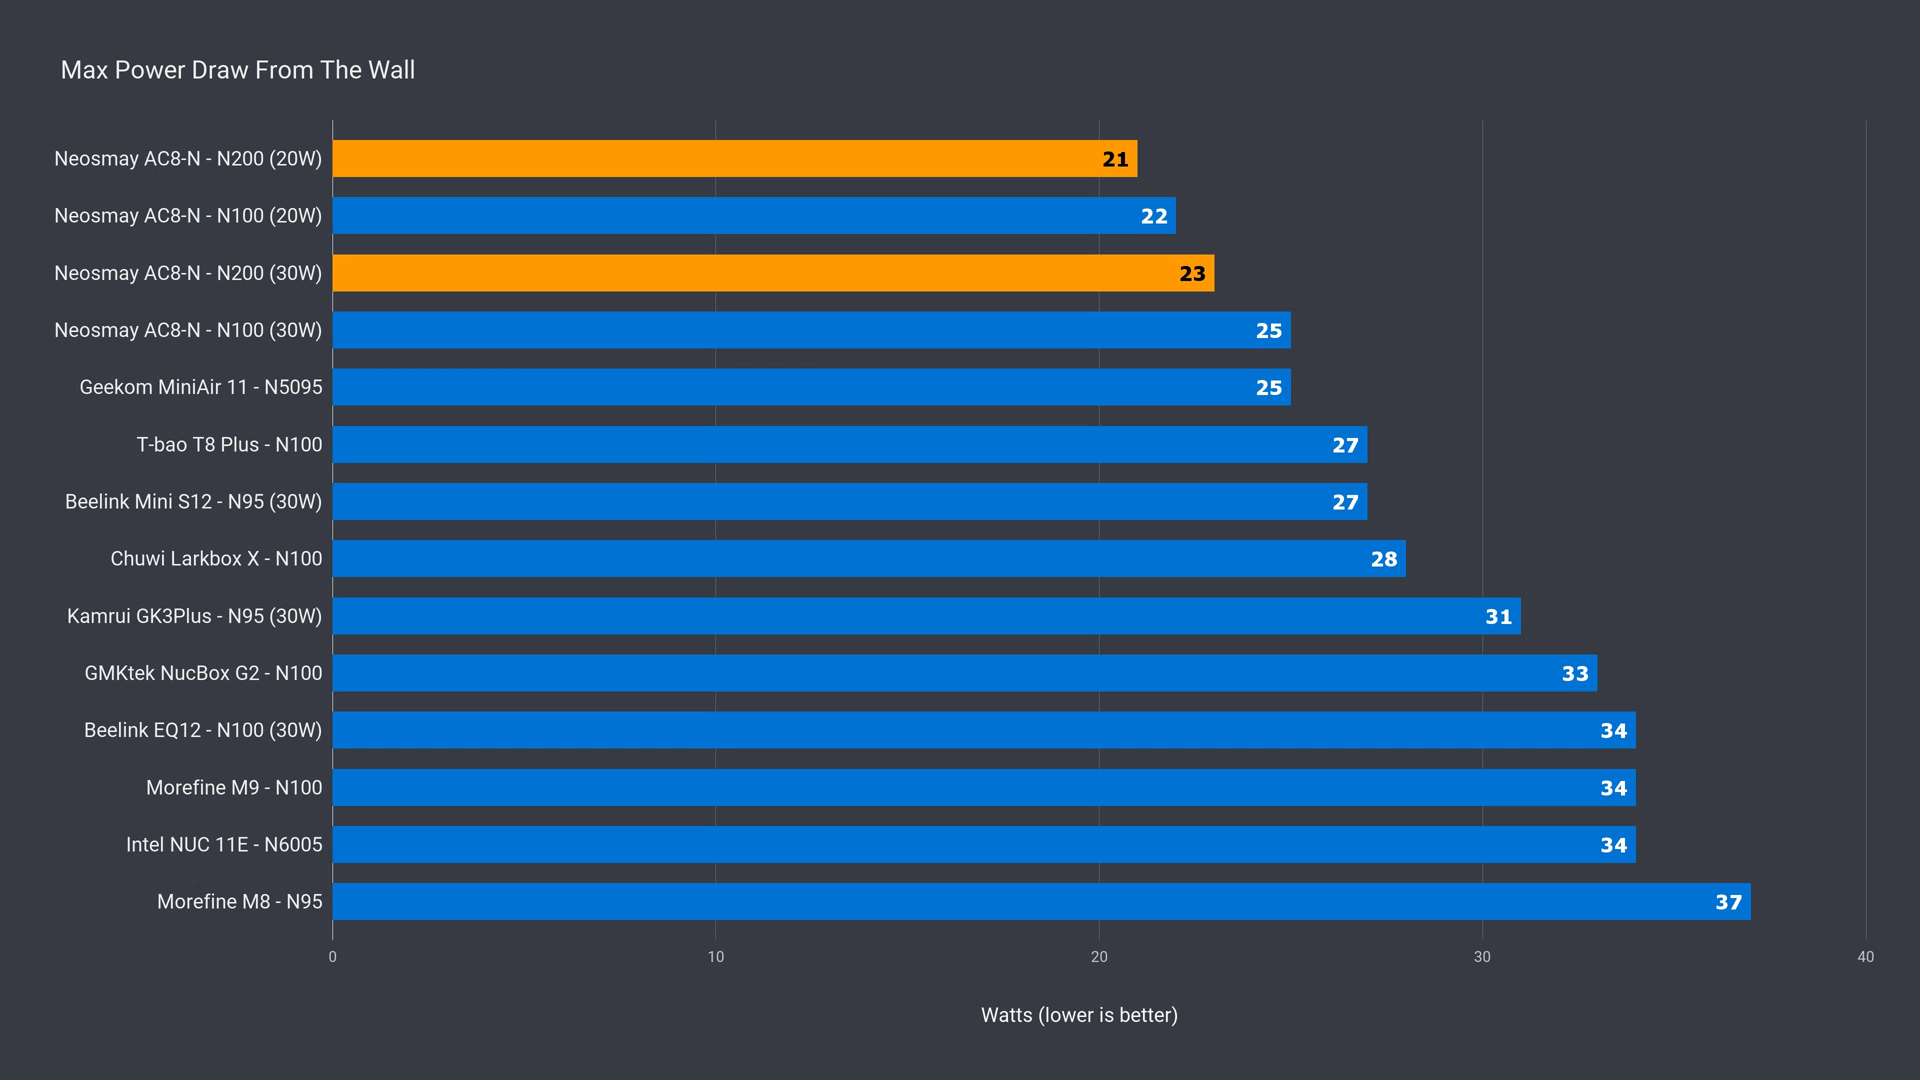 Max Power Draw From The Wall
Neosmay AC8-N - N200 (20W) 21
Neosmay AC8-N - N100 (20W) 22
Neosmay AC8-N - N200 (30W) 23
Neosmay AC8-N - N100 (30W) 25
Geekom MiniAir 11 - N5095 25
T-bao T8 Plus - N100 27
Beelink Mini S12 - N95 (30W) 27
Chuwi Larkbox X - N100 28
Kamrui GK3Plus - N95 (30W) 31
GMKtek NucBox G2 - N100 33
Beelink EQ12 - N100 (30W) 34
Morefine M9 - N100 34
Intel NUC 11E - N6005 34
Morefine M8 - N95 37
0 10 20 30 40
Watts (lower is better)